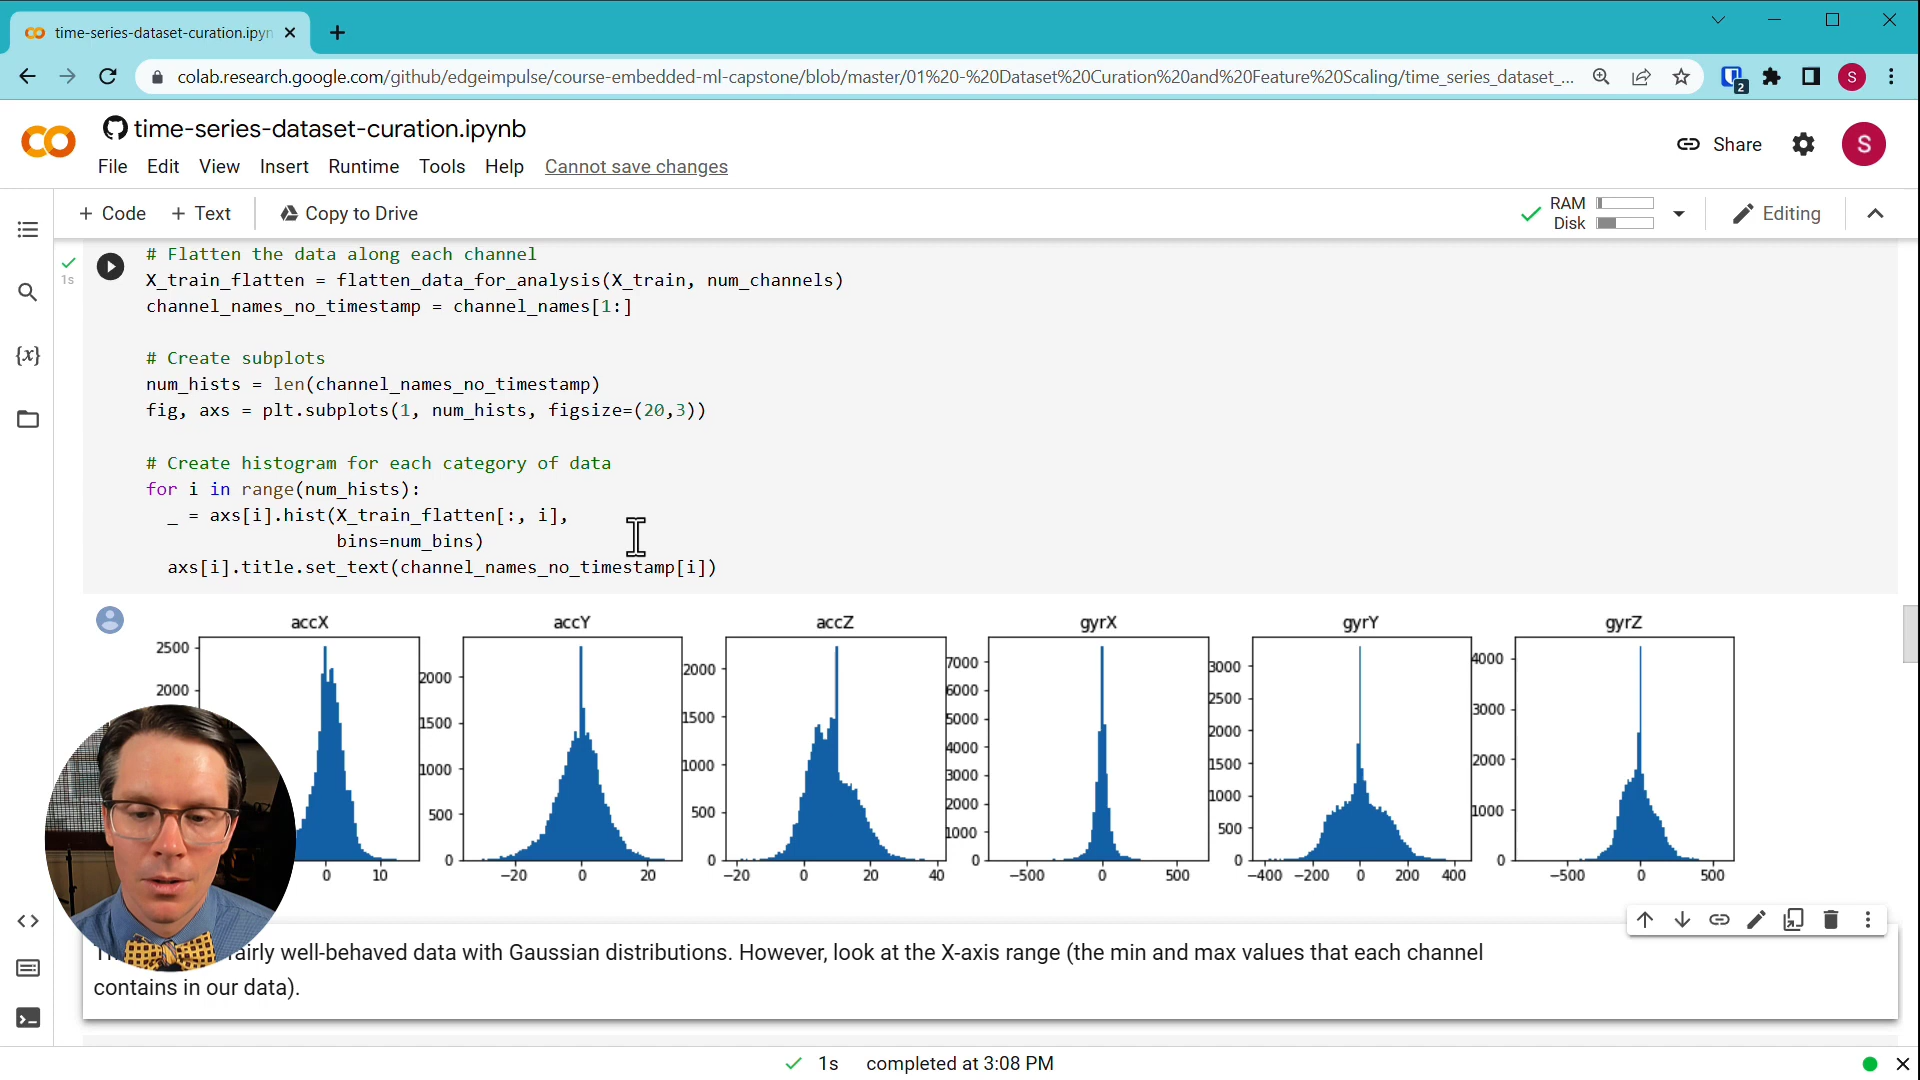 time-series-dataset-curation.ipyn
colab.research.google.com/github/edgeimpulse/course-embedded-ml-capstone/blob/master/01%20-%20Dataset%20Curation%20and%20Feature%20Scaling/time_series_dataset_...
2
S
time-series-dataset-curation.ipynb
Share
S
File Edit View Insert Runtime Tools Help Cannot save changes
+ Code + Text Copy to Drive
RAM
Disk
Editing
{x}
1s
# Flatten the data along each channel
X_train_flatten = flatten_data_for_analysis(X_train, num_channels)
channel_names_no_timestamp = channel_names[1:]
# Create subplots
num_hists = len(channel_names_no_timestamp)
fig, axs = plt.subplots(1, num_hists, figsize=(20,3))
# Create histogram for each category of data
for i in range(num_hists):
_ = axs[i].hist(X_train_flatten[:, i],
bins=num_bins)
axs[i].title.set_text(channel_names_no_timestamp[i])
accX accY accZ gyrX gyrY gyrZ
2500
2000
0 10
2000
1500
1000
500
0
-20 0 20
2000
1500
1000
500
0
-20 0 20 40
7000
6000
5000
4000
3000
2000
1000
0
-500 0 500
3000
2500
2000
1500
1000
500
0
-400 -200 0 200 400
4000
3000
2000
1000
0
-500 0 500
well-behaved data with Gaussian distributions. However, look at the X-axis range (the min and max values that each channel
contains in our data).
1s completed at 3:08 PM